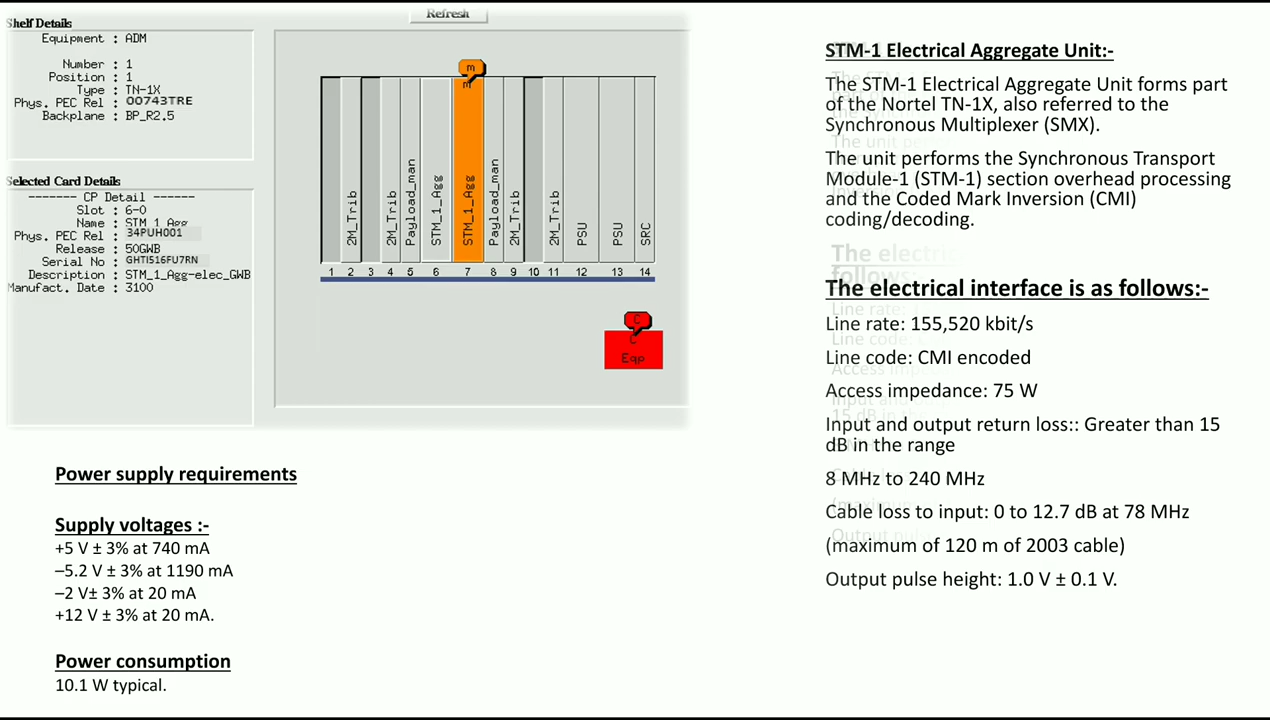 Refresh
Shelf Details
Equipment : ADM
Number : 1
Position : 1
Type : TN-1X
Phys. PEC Rel : 00743TRE
Backplane : BP_R2.5
Selected Card Details
------- CP Detail ------
Slot : 6-0
Name : STM_1_Agg
Phys. PEC Rel : 34PUH001
Release : 50GWB
Serial No : GHTI516FU7RN
Description : STM_1_Agg-elec_GWB
Manufact. Date : 3100
m
m
2M_Trib
2M_Trib
Payload_man
STM_1_Agg
STM_1_Agg
Payload_man
2M_Trib
2M_Trib
PSU
PSU
SRC
1 2 3 4 5 6 7 8 9 10 11 12 13 14
C
C
Eqp
Power supply requirements
Supply voltages :-
+5 V ± 3% at 740 mA
–5.2 V ± 3% at 1190 mA
–2 V± 3% at 20 mA
+12 V ± 3% at 20 mA.
Power consumption
10.1 W typical.
STM-1 Electrical Aggregate Unit:-
The STM-1 Electrical Aggregate Unit forms part
of the Nortel TN-1X, also referred to the
Synchronous Multiplexer (SMX).
The unit performs the Synchronous Transport
Module-1 (STM-1) section overhead processing
and the Coded Mark Inversion (CMI)
coding/decoding.
The electrical interface is as follows:-
Line rate: 155,520 kbit/s
Line code: CMI encoded
Access impedance: 75 W
Input and output return loss:: Greater than 15
dB in the range
8 MHz to 240 MHz
Cable loss to input: 0 to 12.7 dB at 78 MHz
(maximum of 120 m of 2003 cable)
Output pulse height: 1.0 V ± 0.1 V.